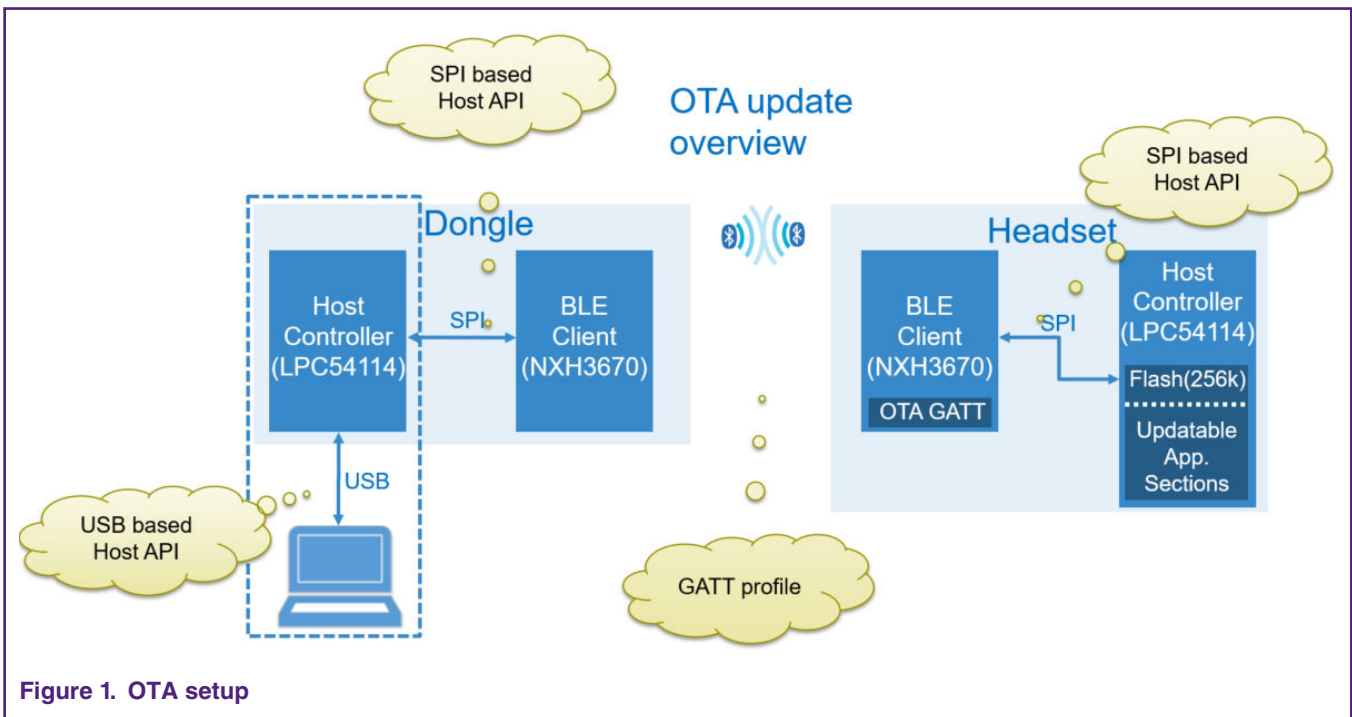 SPI based
Host API
OTA update
overview
SPI based
Host API
Dongle
Host
Controller
(LPC54114)
SPI
BLE
Client
(NXH3670)
Headset
BLE
Client
(NXH3670)
OTA GATT
SPI
Host
Controller
(LPC54114)
Flash(256k)
Updatable
App.
Sections
USB
USB based
Host API
GATT profile
Figure 1. OTA setup